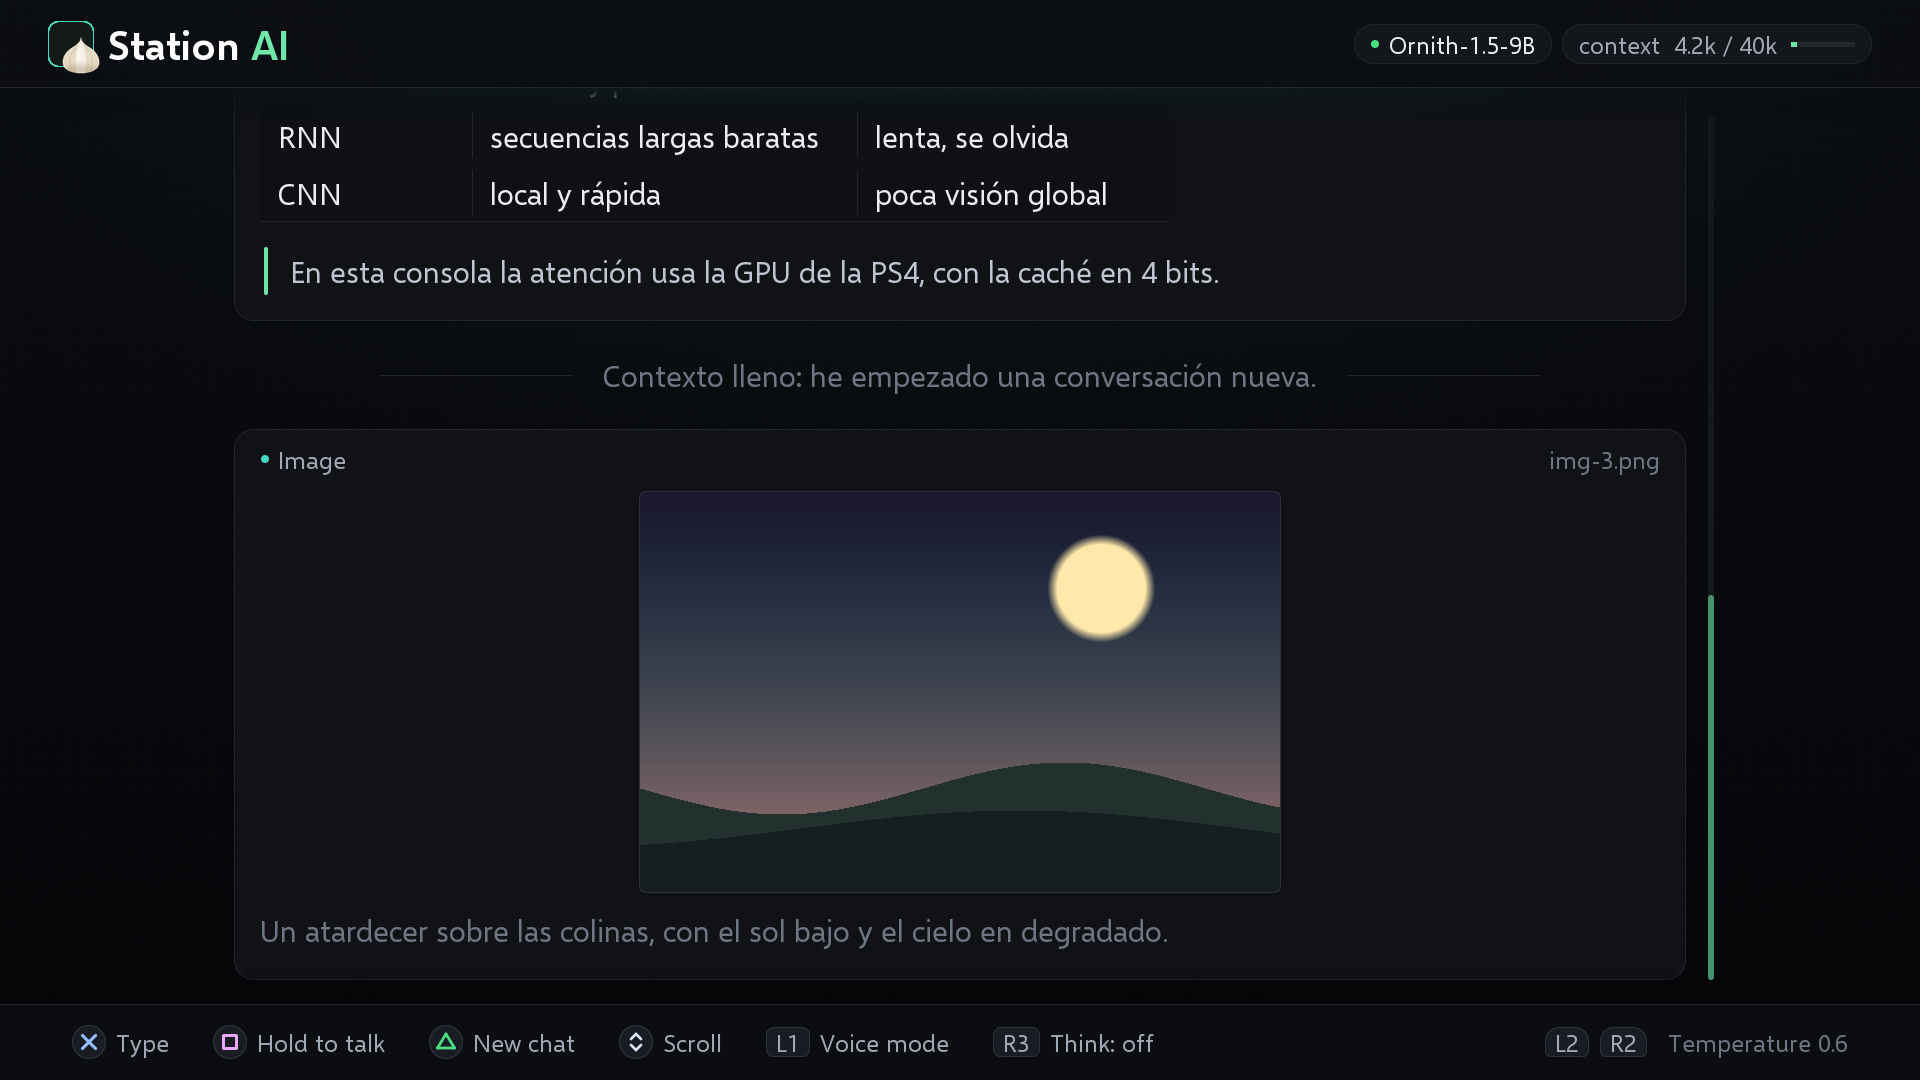 Station AI
Ornith-1.5-9B
context 4.2k / 40k
RNN secuencias largas baratas lenta, se olvida
CNN local y rápida poca visión global
En esta consola la atención usa la GPU de la PS4, con la caché en 4 bits.
Contexto lleno: he empezado una conversación nueva.
Image img-3.png
Un atardecer sobre las colinas, con el sol bajo y el cielo en degradado.
Type Hold to talk New chat Scroll L1 Voice mode R3 Think: off L2 R2 Temperature 0.6